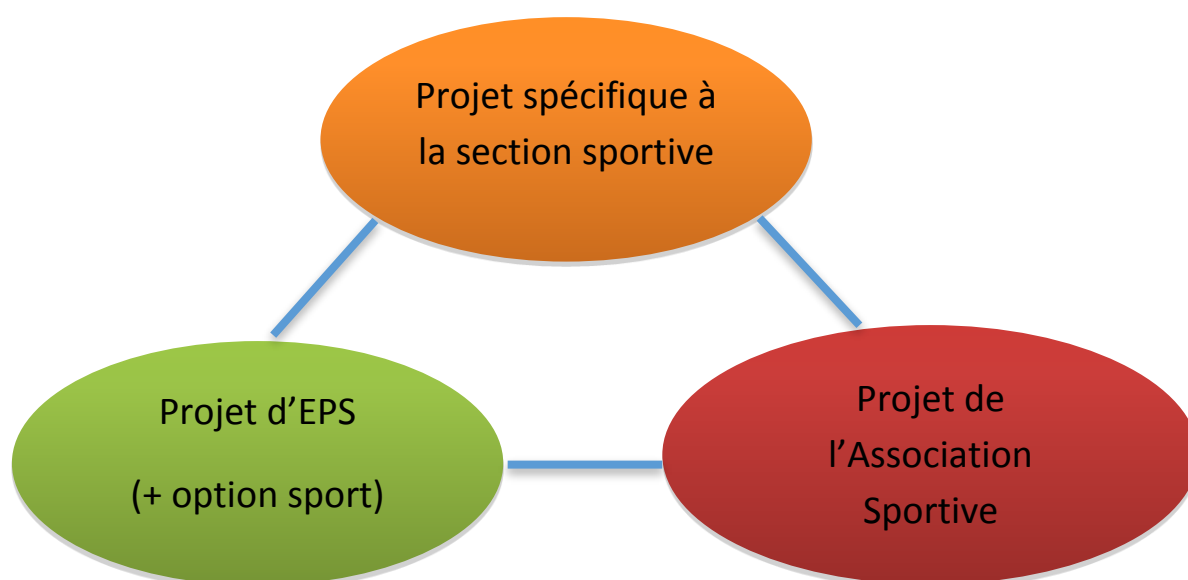 Projet spécifique à
la section sportive
Projet d’EPS
(+ option sport)
Projet de
l’Association
Sportive